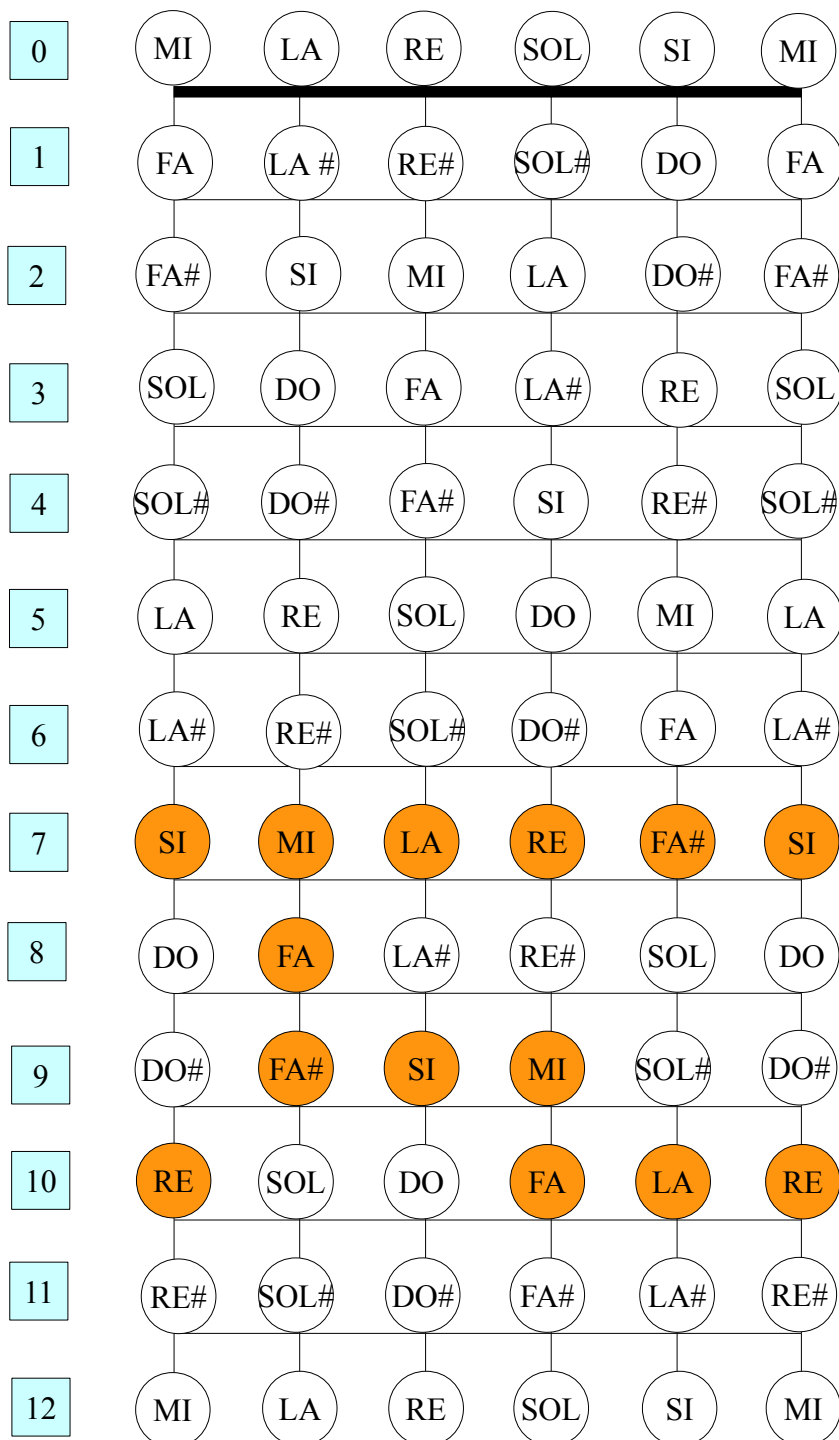 0 MI LA RE SOL SI MI
1 FA LA # RE# SOL# DO FA
2 FA# SI MI LA DO# FA#
3 SOL DO FA LA# RE SOL
4 SOL# DO# FA# SI RE# SOL#
5 LA RE SOL DO MI LA
6 LA# RE# SOL# DO# FA LA#
7 SI MI LA RE FA# SI
8 DO FA LA# RE# SOL DO
9 DO# FA# SI MI SOL# DO#
10 RE SOL DO FA LA RE
11 RE# SOL# DO# FA# LA# RE#
12 MI LA RE SOL SI MI